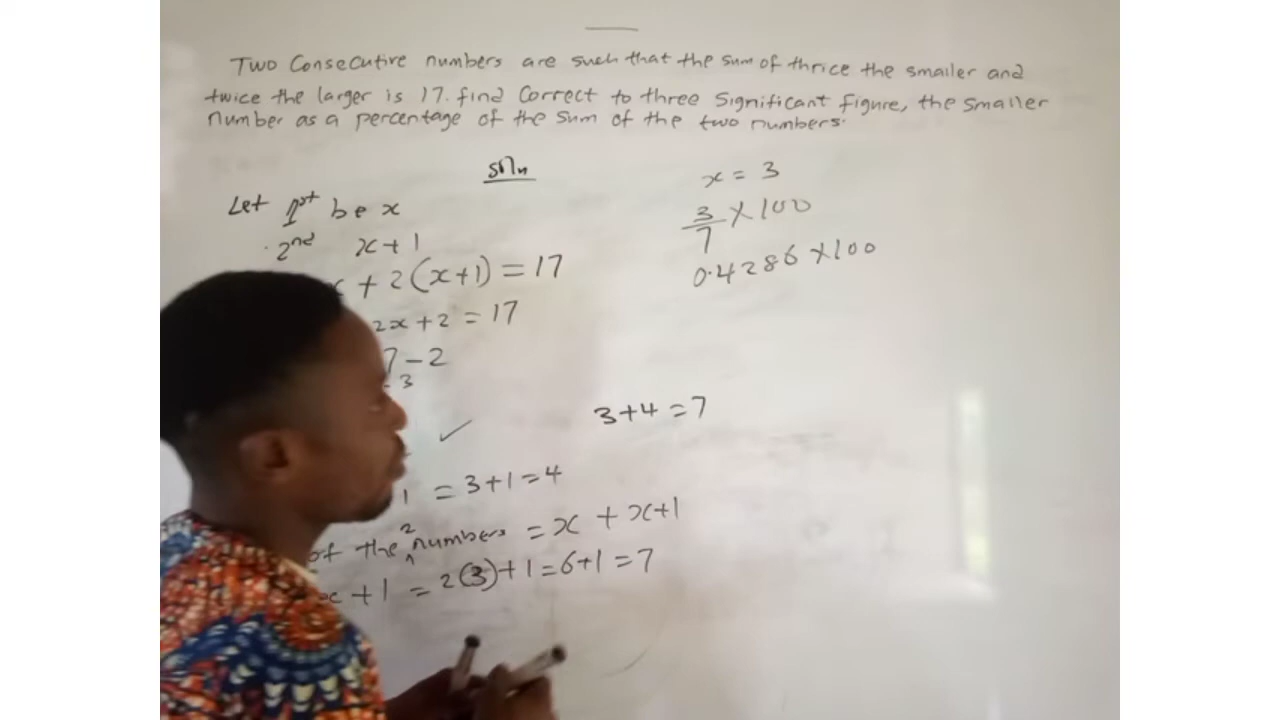 Two Consecutive numbers are such that the sum of thrice the smaller and
twice the larger is 17. find Correct to three Significant figure, the smaller
number as a percentage of the sum of the two numbers.
Soln
Let 1st be x
2nd x + 1
x + 2(x+1) = 17
2x + 2 = 17
7 - 2
3
1 = 3+1 = 4
of the 2 numbers = x + x+1
x + 1 = 2(3)+1 = 6+1 = 7
x = 3
3/7 X 100
0.4286 X 100
3+4 = 7